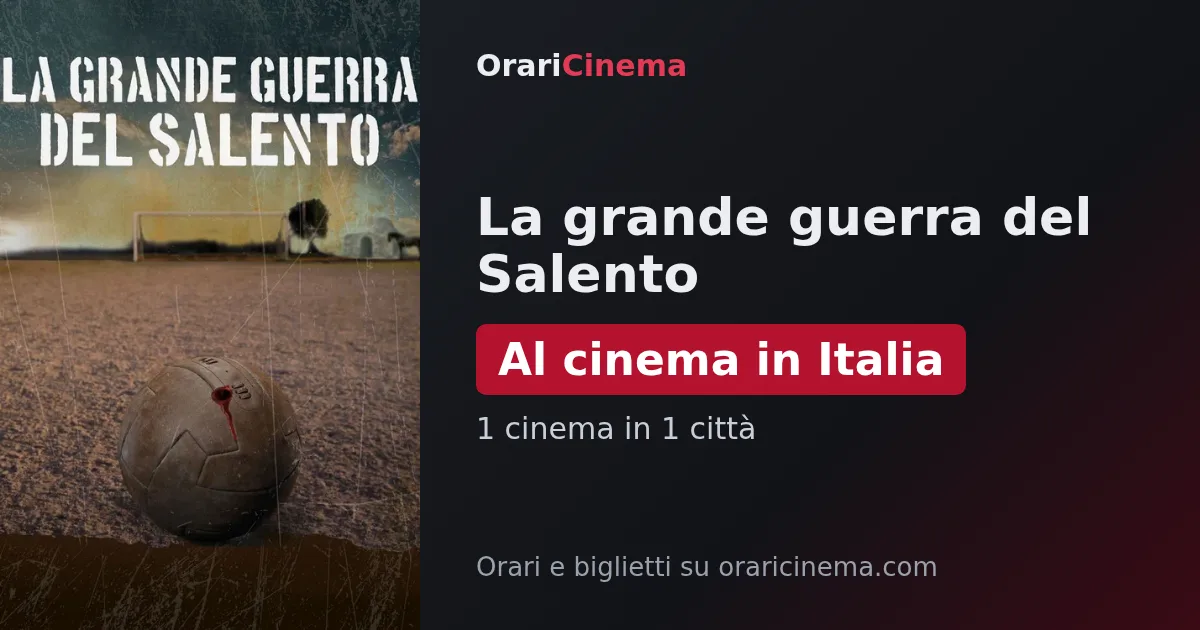 LA GRANDE GUERRA
DEL SALENTO
OrariCinema
La grande guerra del
Salento
Al cinema in Italia
1 cinema in 1 città
Orari e biglietti su oraricinema.com